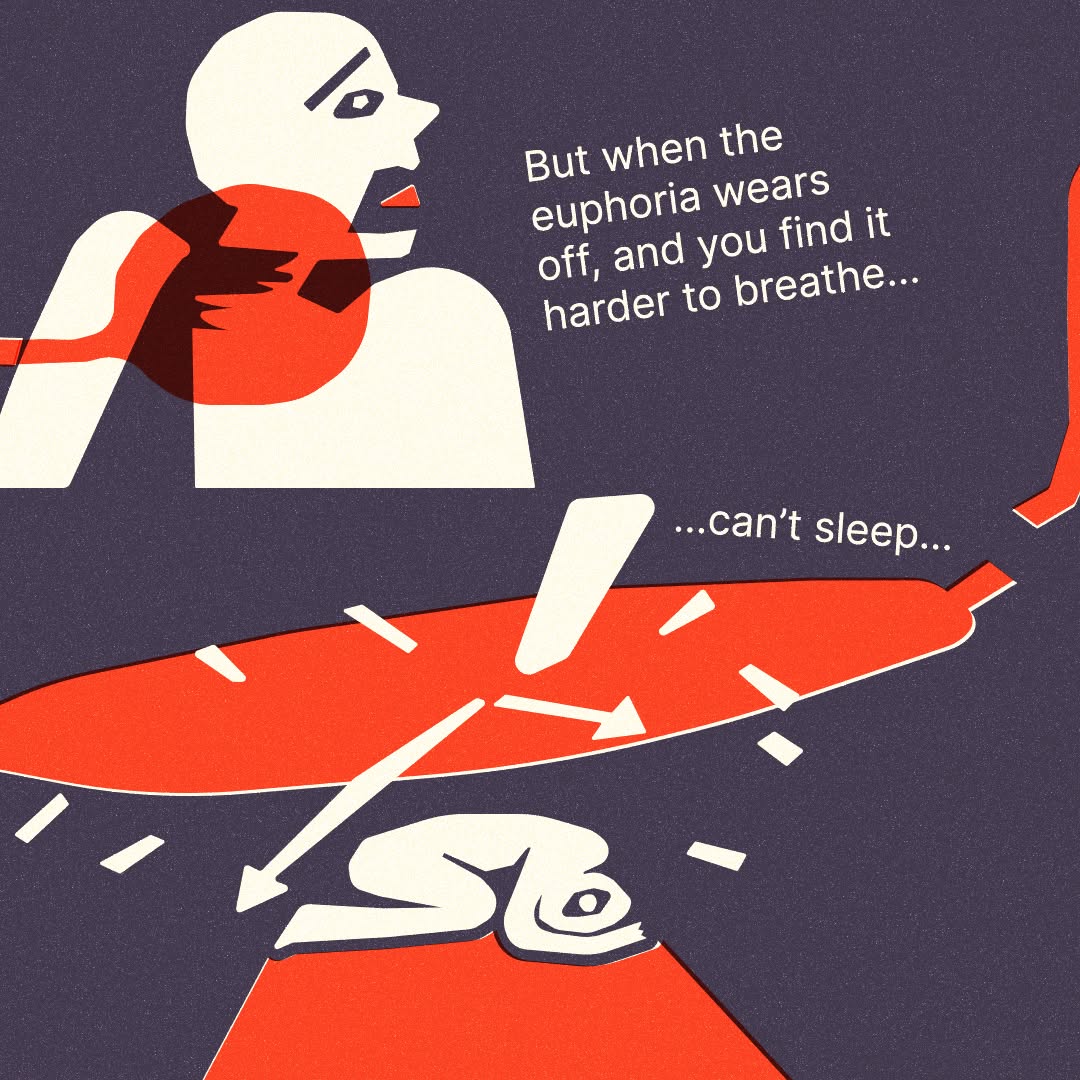 But when the
euphoria wears
off, and you find it
harder to breathe...
...can’t sleep...